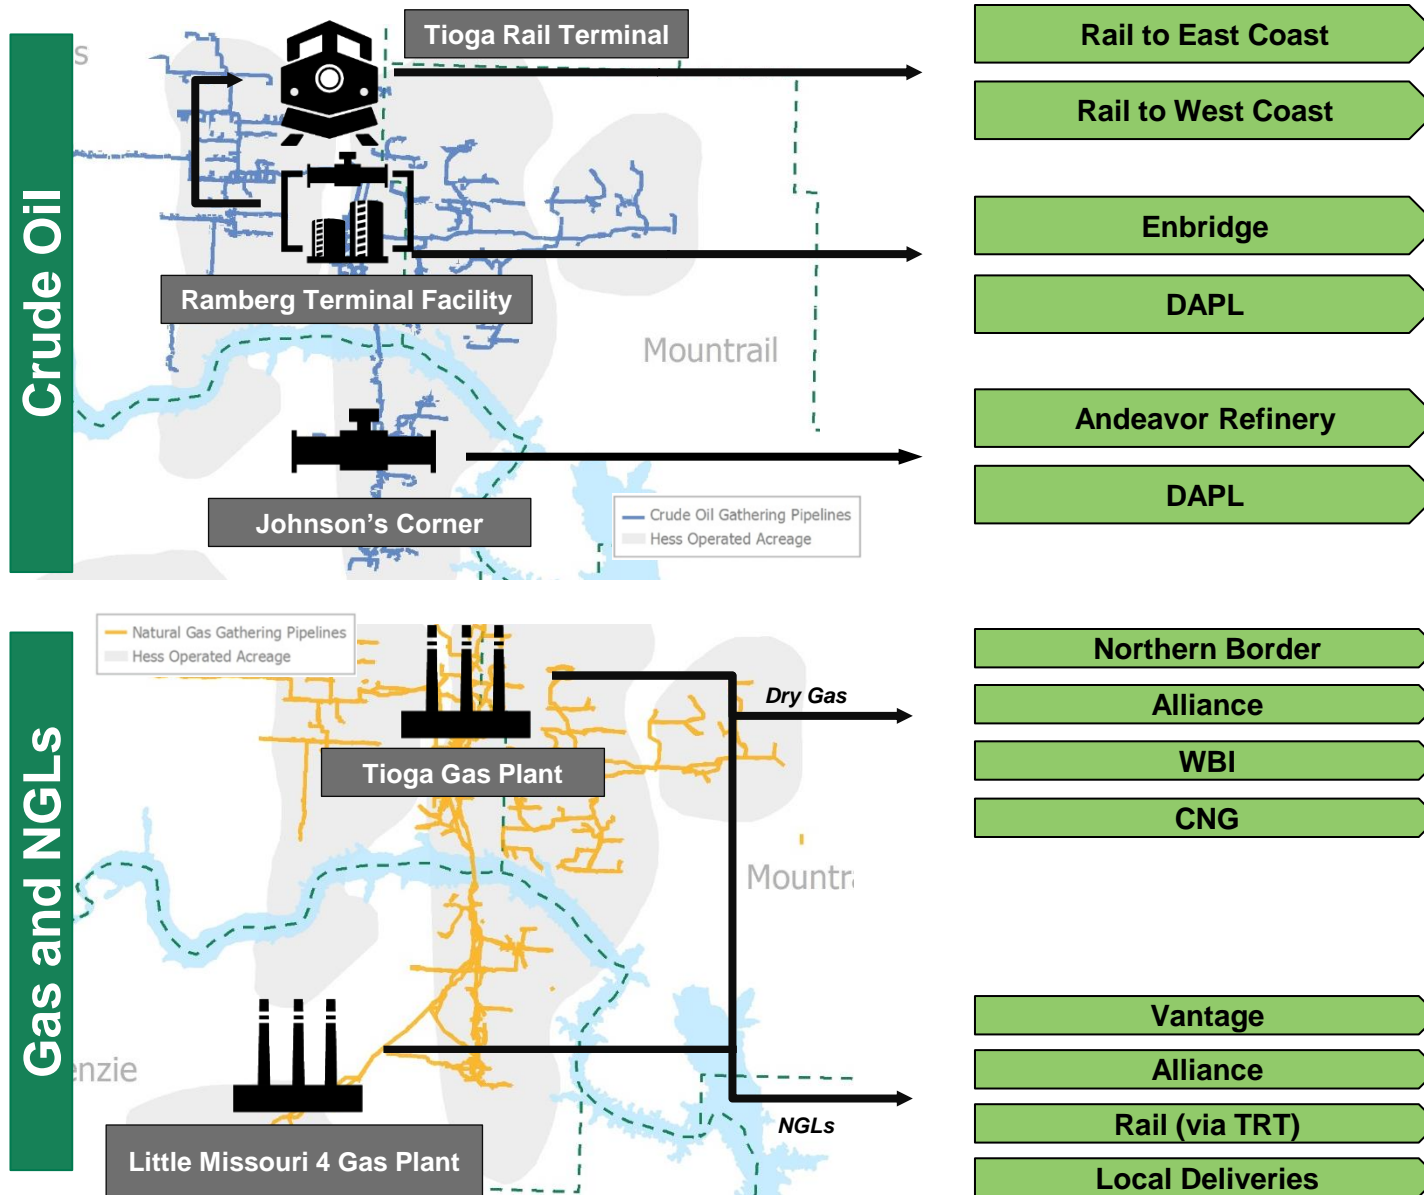 Crude Oil
s
Tioga Rail Terminal
Ramberg Terminal Facility
Mountrail
Johnson's Corner
Crude Oil Gathering Pipelines
Hess Operated Acreage
Rail to East Coast
Rail to West Coast
Enbridge
DAPL
Andeavor Refinery
DAPL
Gas and NGLs
Natural Gas Gathering Pipelines
Hess Operated Acreage
Dry Gas
Tioga Gas Plant
Mountra
enzie
NGLs
Little Missouri 4 Gas Plant
Northern Border
Alliance
WBI
CNG
Vantage
Alliance
Rail (via TRT)
Local Deliveries